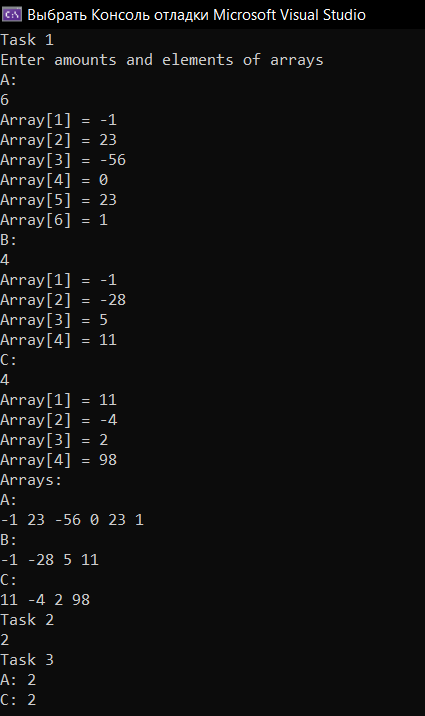 Выбрать Консоль отладки Microsoft Visual Studio
Task 1
Enter amounts and elements of arrays
A:
6
Array[1] = -1
Array[2] = 23
Array[3] = -56
Array[4] = 0
Array[5] = 23
Array[6] = 1
B:
4
Array[1] = -1
Array[2] = -28
Array[3] = 5
Array[4] = 11
C:
4
Array[1] = 11
Array[2] = -4
Array[3] = 2
Array[4] = 98
Arrays:
A:
-1 23 -56 0 23 1
B:
-1 -28 5 11
C:
11 -4 2 98
Task 2
2
Task 3
A: 2
C: 2